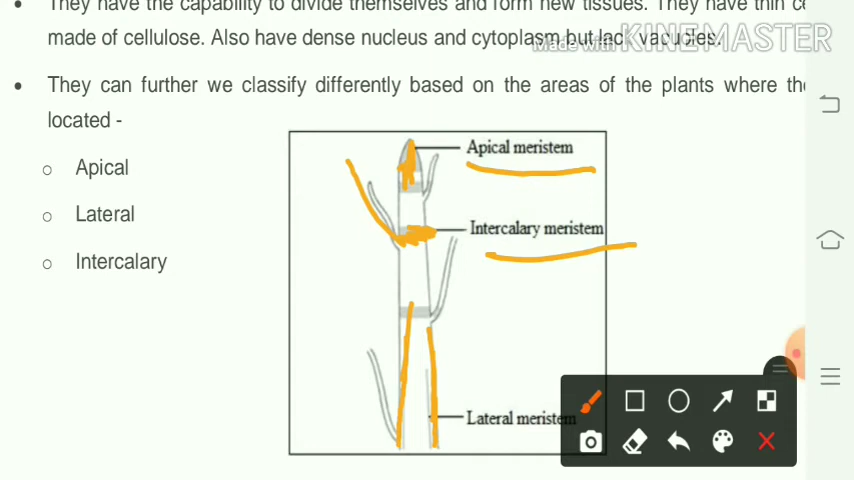 They have the capability to divide themselves and form new tissues. They have thin ce
made of cellulose. Also have dense nucleus and cytoplasm but lack vacuoles.
Made with KINEMASTER
They can further we classify differently based on the areas of the plants where the
located -
Apical
Lateral
Intercalary
Apical meristem
Intercalary meristem
Lateral meristem